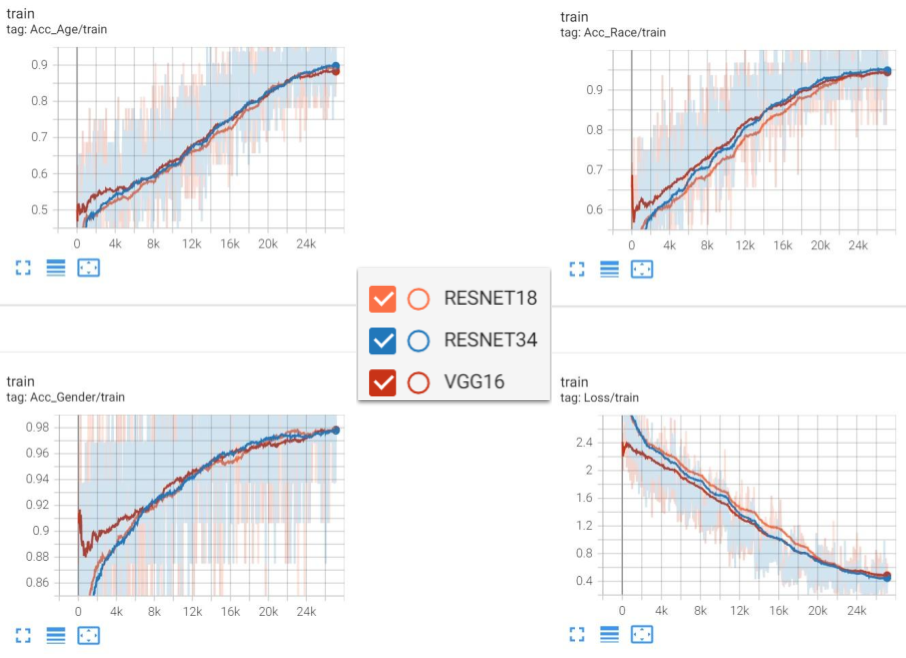 train
tag: Acc_Age/train
0.9
0.8
0.7
0.6
0.5
0 4k 8k 12k 16k 20k 24k
train
tag: Acc_Race/train
0.9
0.8
0.7
0.6
0 4k 8k 12k 16k 20k 24k
RESNET18
RESNET34
VGG16
train
tag: Acc_Gender/train
0.98
0.96
0.94
0.92
0.9
0.88
0.86
0 4k 8k 12k 16k 20k 24k
train
tag: Loss/train
2.4
2
1.6
1.2
0.8
0.4
0 4k 8k 12k 16k 20k 24k